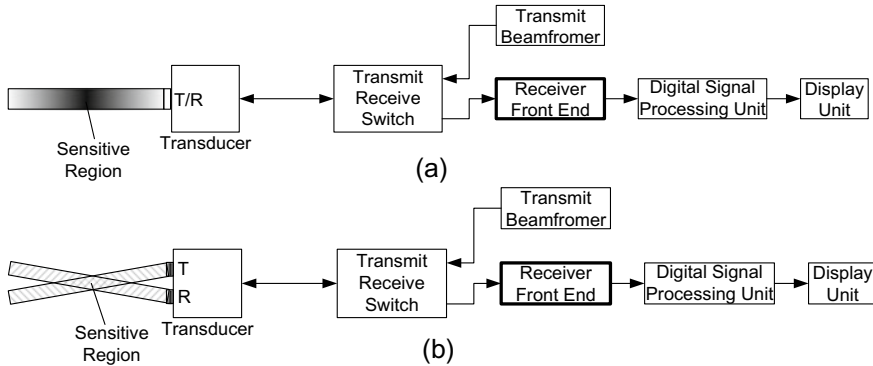 Transmit
Beamfromer
T/R
Transducer
Sensitive
Region
Transmit
Receive
Switch
Receiver
Front End
Digital Signal
Processing Unit
Display
Unit
(a)
Transmit
Beamfromer
T
R
Transducer
Sensitive
Region
Transmit
Receive
Switch
Receiver
Front End
Digital Signal
Processing Unit
Display
Unit
(b)